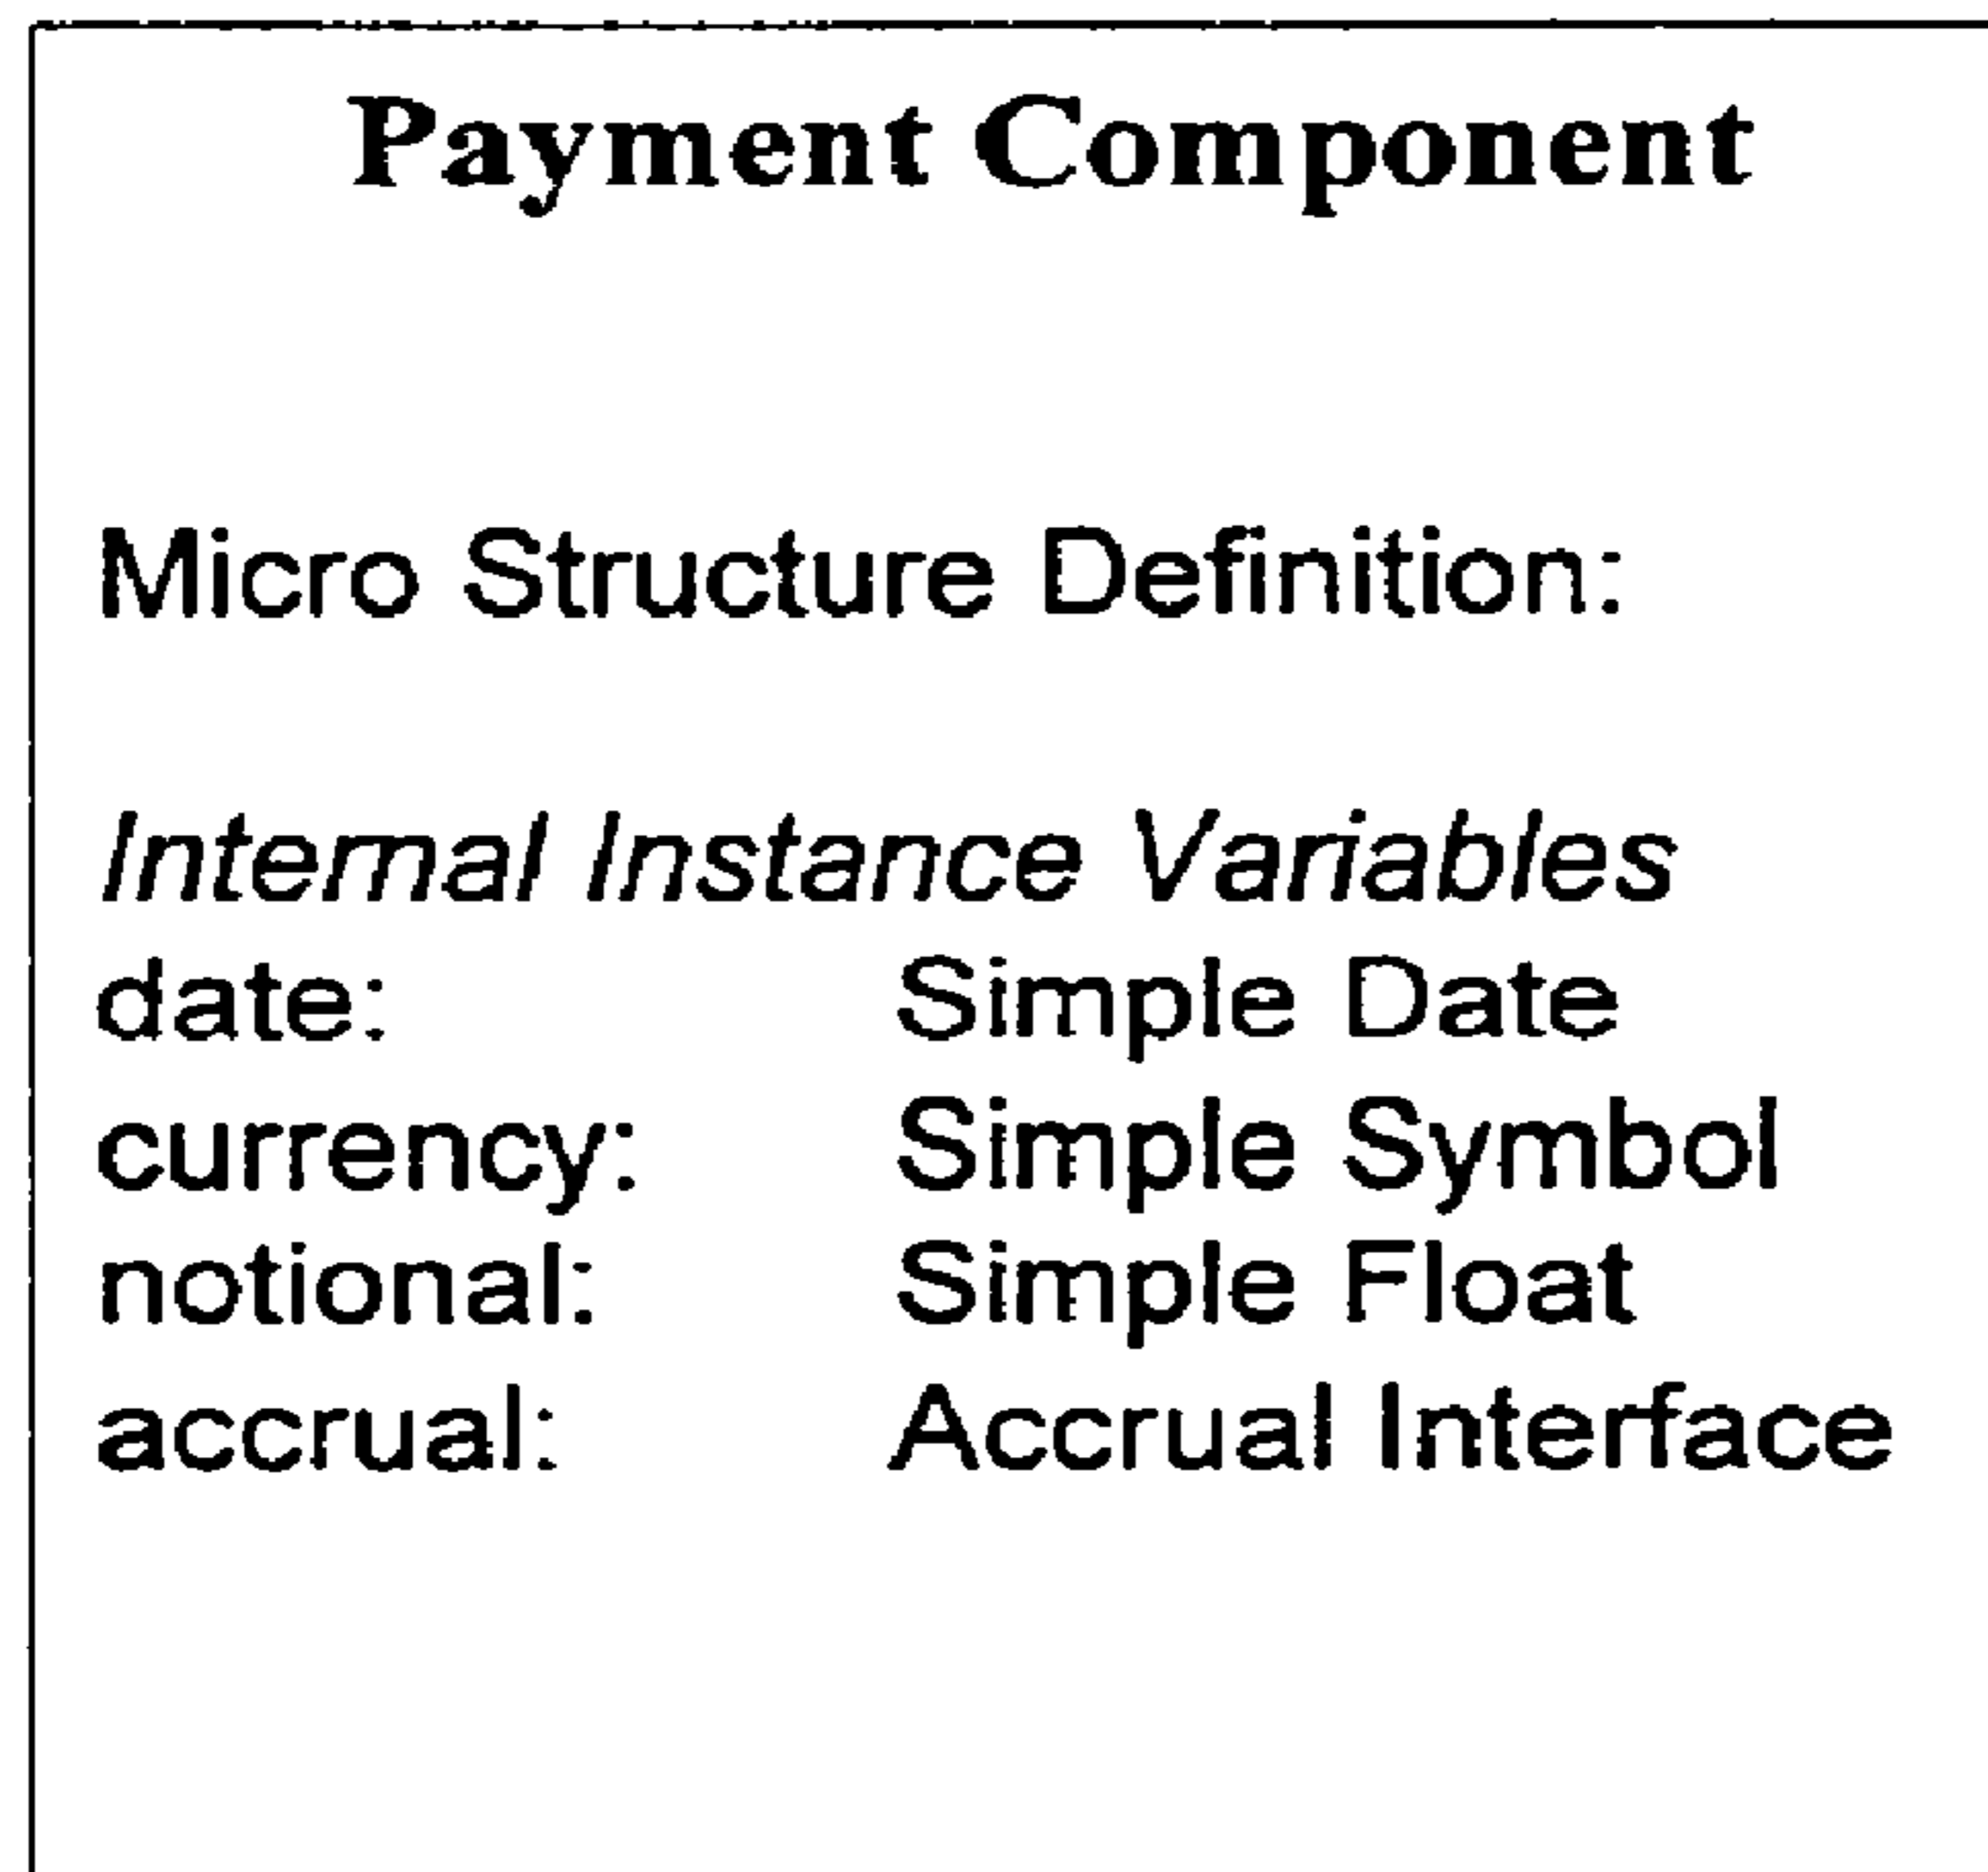 Payment Component
Micro Structure Definition:
Internal Instance Variables
date: Simple Date
currency: Simple Symbol
notional: Simple Float
accrual: Accrual Interface